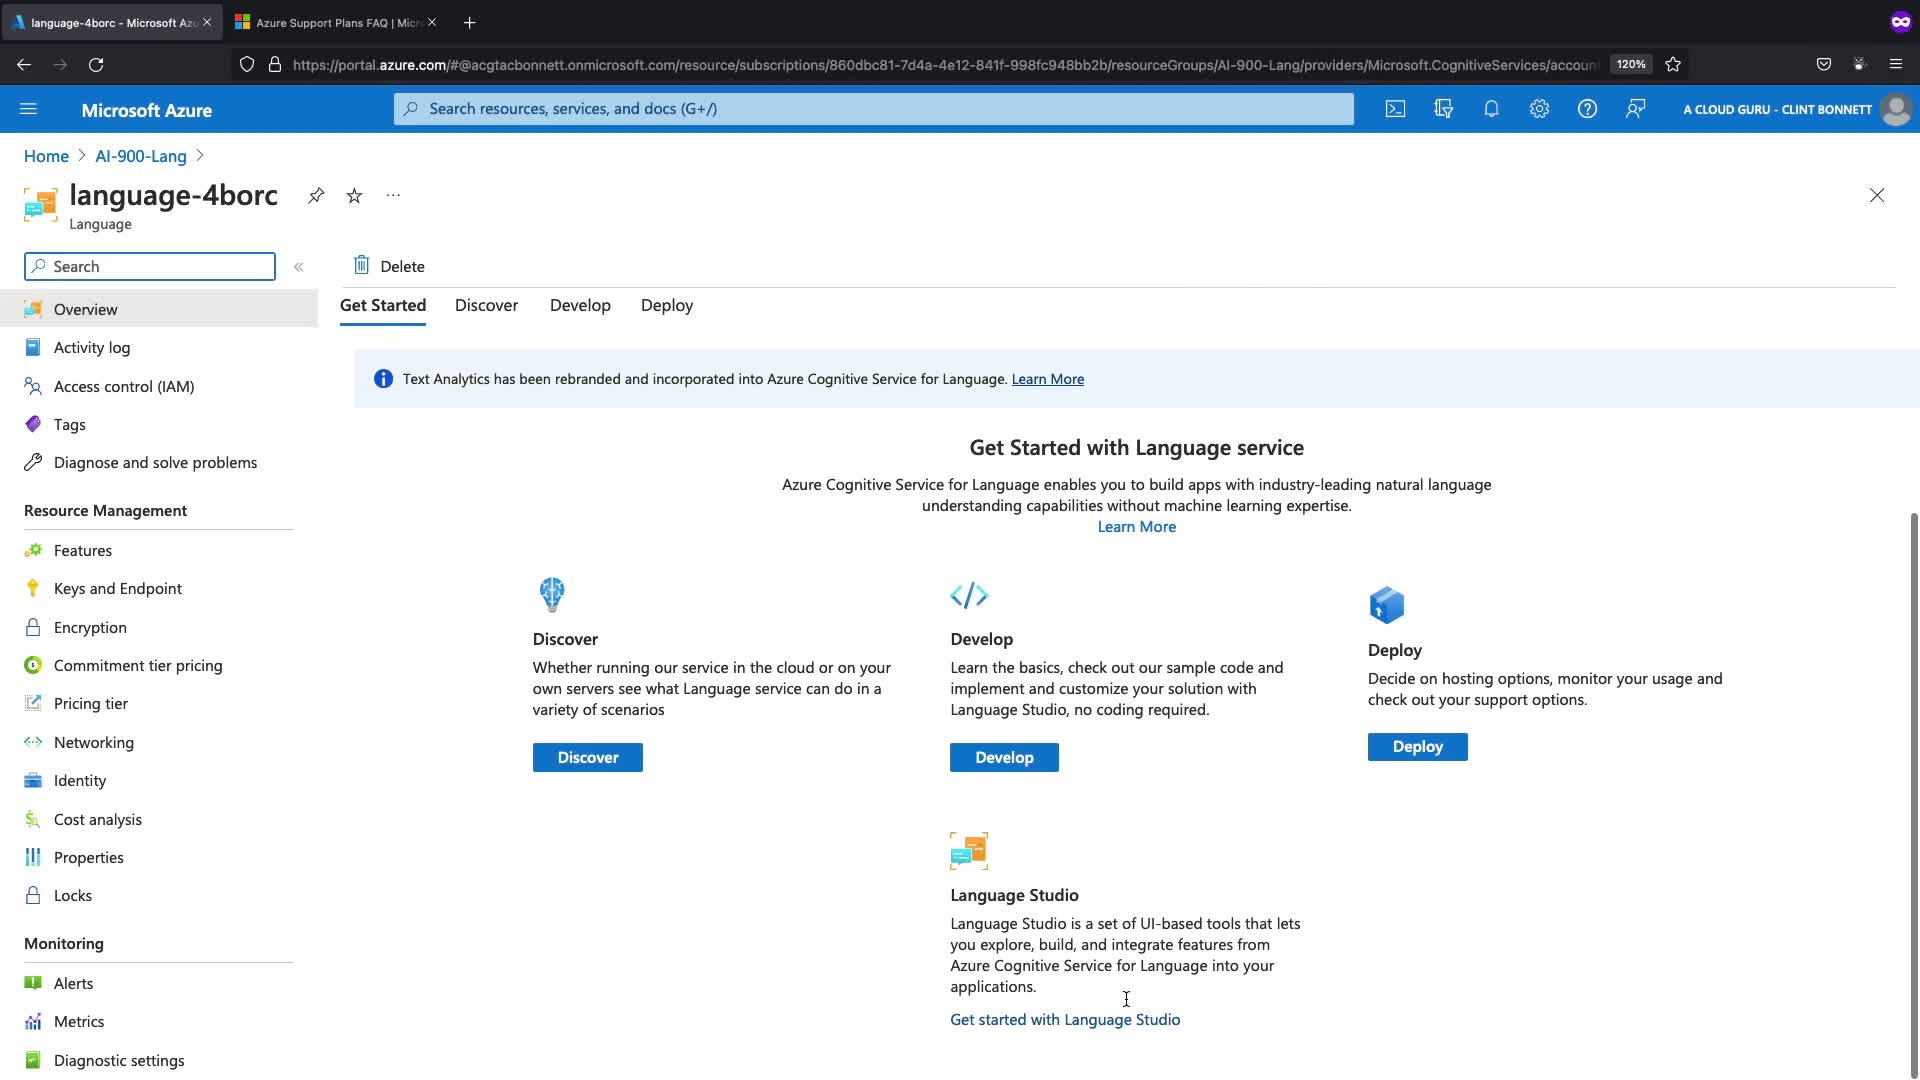 language-4borc - Microsoft Azu
Azure Support Plans FAQ | Micr
https://portal.azure.com/#@acgtacbonnett.onmicrosoft.com/resource/subscriptions/860dbc81-7d4a-4e12-841f-998fc948bb2b/resourceGroups/AI-900-Lang/providers/Microsoft.CognitiveServices/accoun
120%
Microsoft Azure
Search resources, services, and docs (G+/)
A CLOUD GURU - CLINT BONNETT
Home
AI-900-Lang
language-4borc
Language
Search
Delete
Overview
Activity log
Access control (IAM)
Tags
Diagnose and solve problems
Resource Management
Features
Keys and Endpoint
Encryption
Commitment tier pricing
Pricing tier
Networking
Identity
Cost analysis
Properties
Locks
Monitoring
Alerts
Metrics
Diagnostic settings
Get Started
Discover
Develop
Deploy
Text Analytics has been rebranded and incorporated into Azure Cognitive Service for Language. Learn More
Get Started with Language service
Azure Cognitive Service for Language enables you to build apps with industry-leading natural language
understanding capabilities without machine learning expertise.
Learn More
Discover
Whether running our service in the cloud or on your
own servers see what Language service can do in a
variety of scenarios
Discover
Develop
Learn the basics, check out our sample code and
implement and customize your solution with
Language Studio, no coding required.
Develop
Deploy
Decide on hosting options, monitor your usage and
check out your support options.
Deploy
Language Studio
Language Studio is a set of UI-based tools that lets
you explore, build, and integrate features from
Azure Cognitive Service for Language into your
applications.
Get started with Language Studio